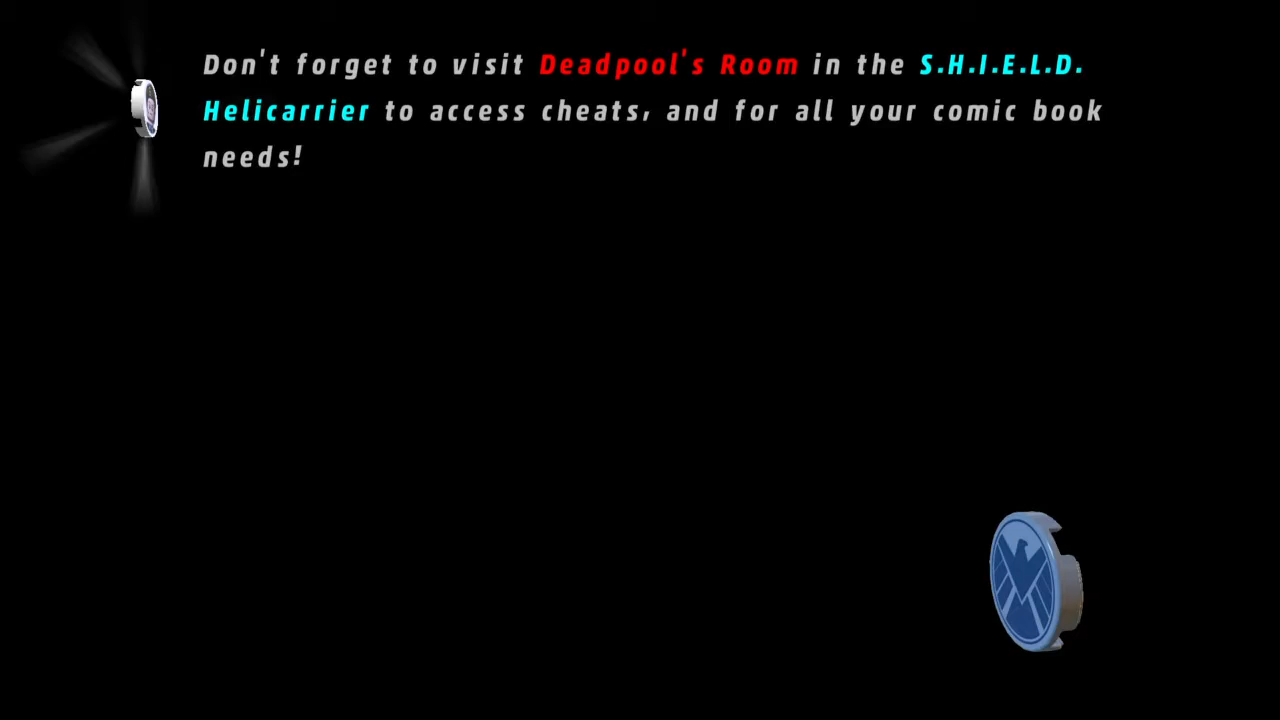 Don't forget to visit Deadpool's Room in the S.H.I.E.L.D.
Helicarrier to access cheats, and for all your comic book
needs!